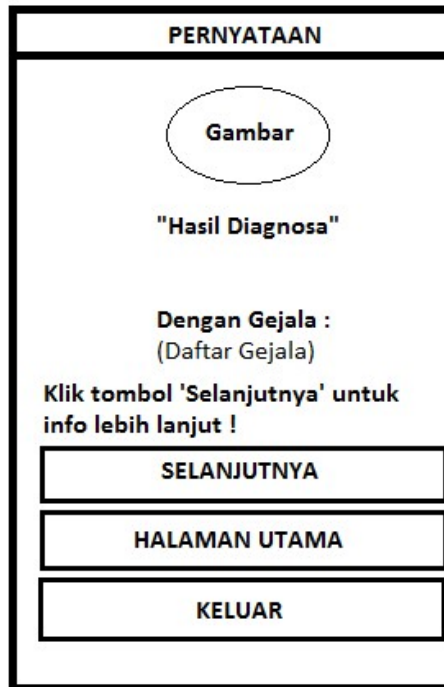 PERNYATAAN
Gambar
"Hasil Diagnosa"
Dengan Gejala :
(Daftar Gejala)
Klik tombol 'Selanjutnya' untuk
info lebih lanjut !
SELANJUTNYA
HALAMAN UTAMA
KELUAR